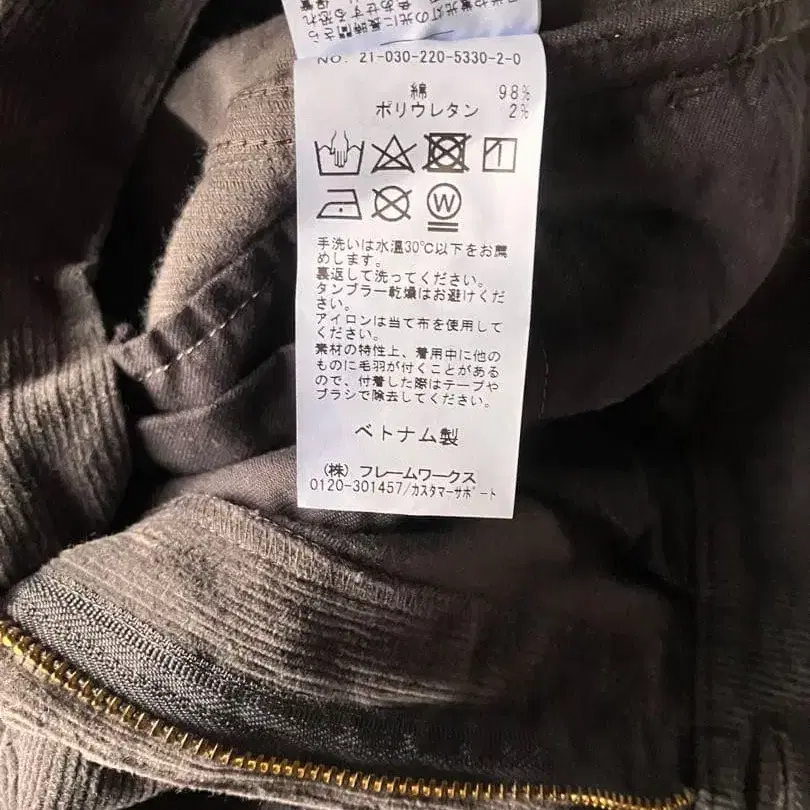 NO. 21-030-220-5330-2-0
綿 98%
ポリウレタン 2%
W
手洗いは水温30℃以下をお薦
めします。
裏返して洗ってください。
タンブラー乾燥はお避けくだ
さい。
アイロンは当て布を使用して
ください。
素材の特性上、着用中に他の
ものに毛羽が付くことがある
ので、付着した際はテープや
ブラシで除去してください。
ベトナム製
(株) フレームワークス
0120-301457/カスタマーサポート